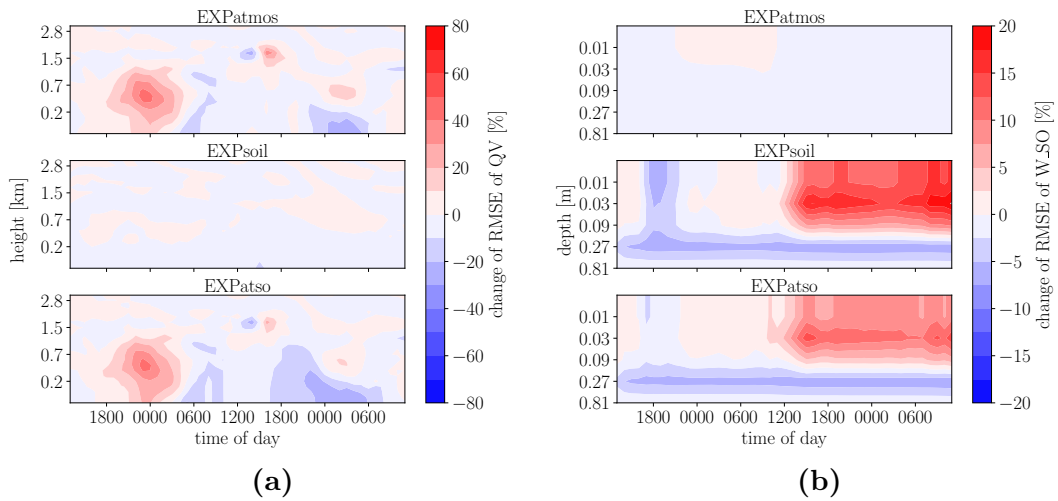 EXPatmos
2.8
1.5
0.7
0.2
EXPsoil
2.8
1.5
0.7
0.2
EXPatso
2.8
1.5
0.7
0.2
1800 0000 0600 1200 1800 0000 0600
time of day
height [km]
80
60
40
20
0
−20
−40
−60
−80
change of RMSE of QV [%]
(a)
EXPatmos
0.01
0.03
0.09
0.27
0.81
EXPsoil
0.01
0.03
0.09
0.27
0.81
EXPatso
0.01
0.03
0.09
0.27
0.81
1800 0000 0600 1200 1800 0000 0600
time of day
depth [m]
20
15
10
5
0
−5
−10
−15
−20
change of RMSE of W_SO [%]
(b)